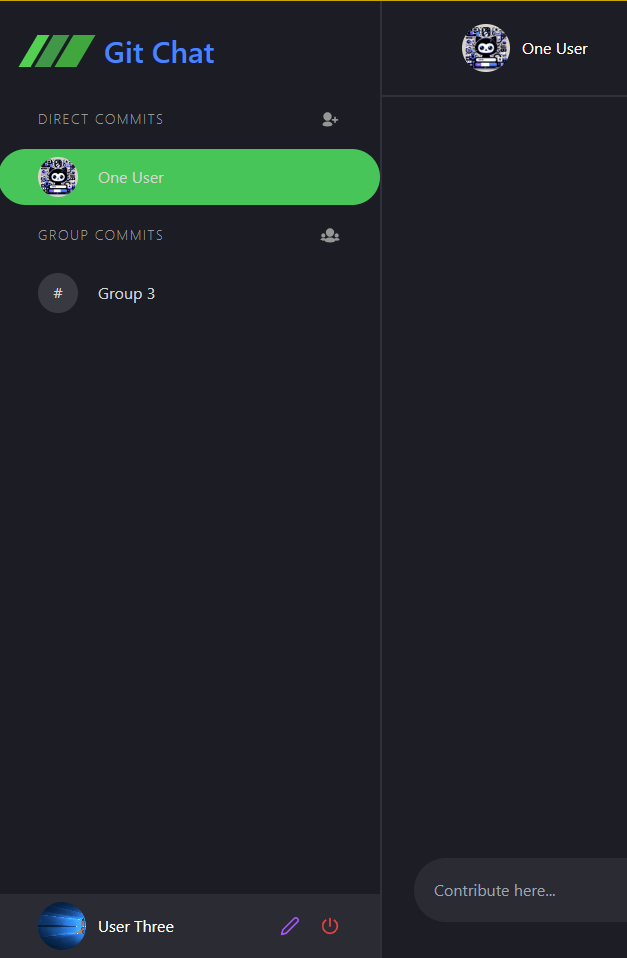 Git Chat
DIRECT COMMITS
One User
GROUP COMMITS
# Group 3
User Three
One User
Contribute here...